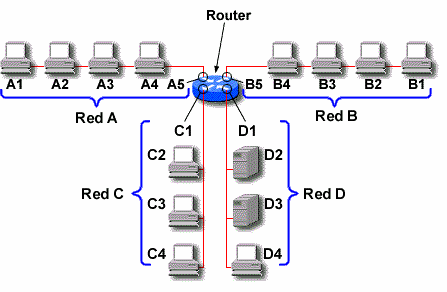 Router
A1 A2 A3 A4 A5 B5 B4 B3 B2 B1
Red A
Red B
C1 D1
C2 D2
Red C
Red D
C3 D3
C4 D4